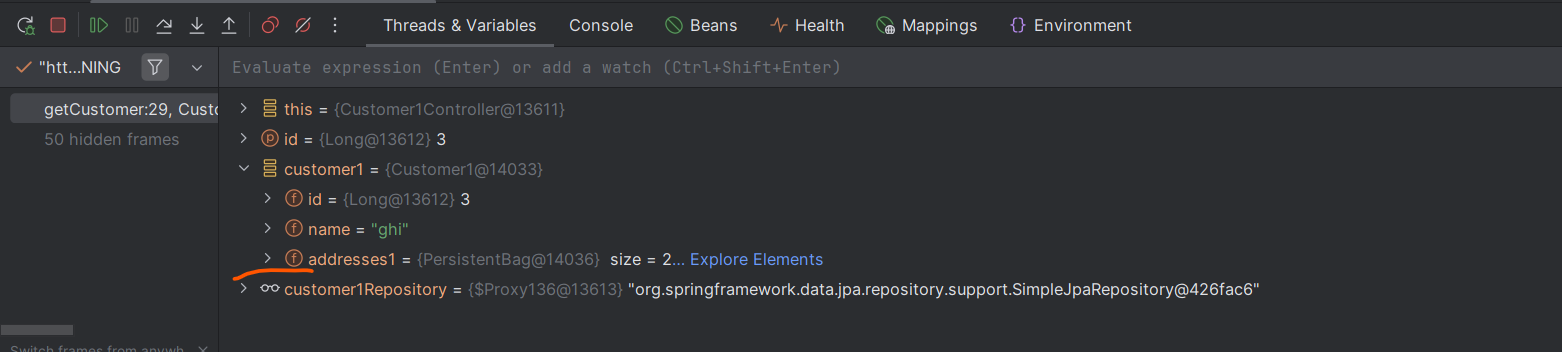 Threads & Variables Console Beans Health Mappings Environment
"htt...NING Evaluate expression (Enter) or add a watch (Ctrl+Shift+Enter)
getCustomer:29, Custo
50 hidden frames
this = {Customer1Controller@13611}
id = {Long@13612} 3
customer1 = {Customer1@14033}
id = {Long@13612} 3
name = "ghi"
addresses1 = {PersistentBag@14036} size = 2... Explore Elements
customer1Repository = {$Proxy136@13613} "org.springframework.data.jpa.repository.support.SimpleJpaRepository@426fac6"
Switch frames from anywh